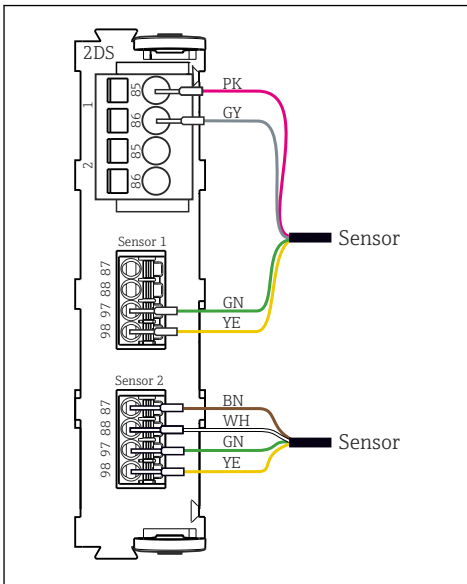 2DS
1
85
PK
86
GY
2
85
86
Sensor
Sensor 1
87
88
97
GN
98
YE
Sensor 2
87
BN
88
WH
97
GN
Sensor
98
YE